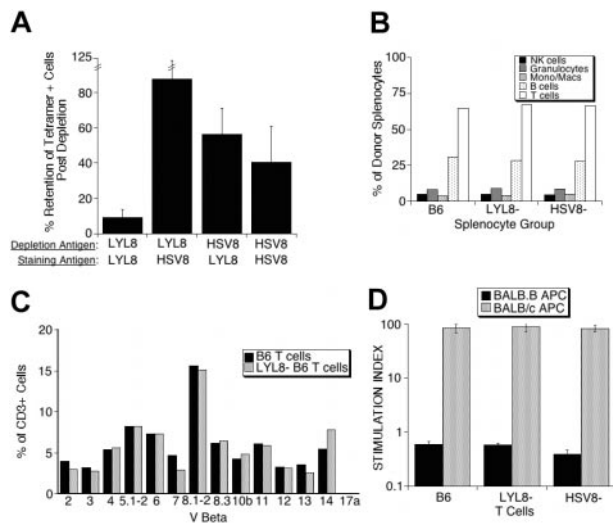 A
% Retention of Tetramer + Cells
Post Depletion
125
80
60
40
20
0
Depletion Antigen: LYL8 LYL8 HSV8 HSV8
Staining Antigen: LYL8 HSV8 LYL8 HSV8
B
% of Donor Splenocytes
100
75
50
25
0
NK cells
Granulocytes
Mono/Macs
B cells
T cells
B6 LYL8- HSV8-
Splenocyte Group
C
% of CD3+ Cells
20
15
10
5
0
B6 T cells
LYL8- B6 T cells
2 3 4 5.1-2 6 7 8.1-2 8.3 10b 11 12 13 14 17a
V Beta
D
STIMULATION INDEX
BALB.B APC
BALB/c APC
100
10
1
0.1
B6 LYL8- HSV8-
T Cells